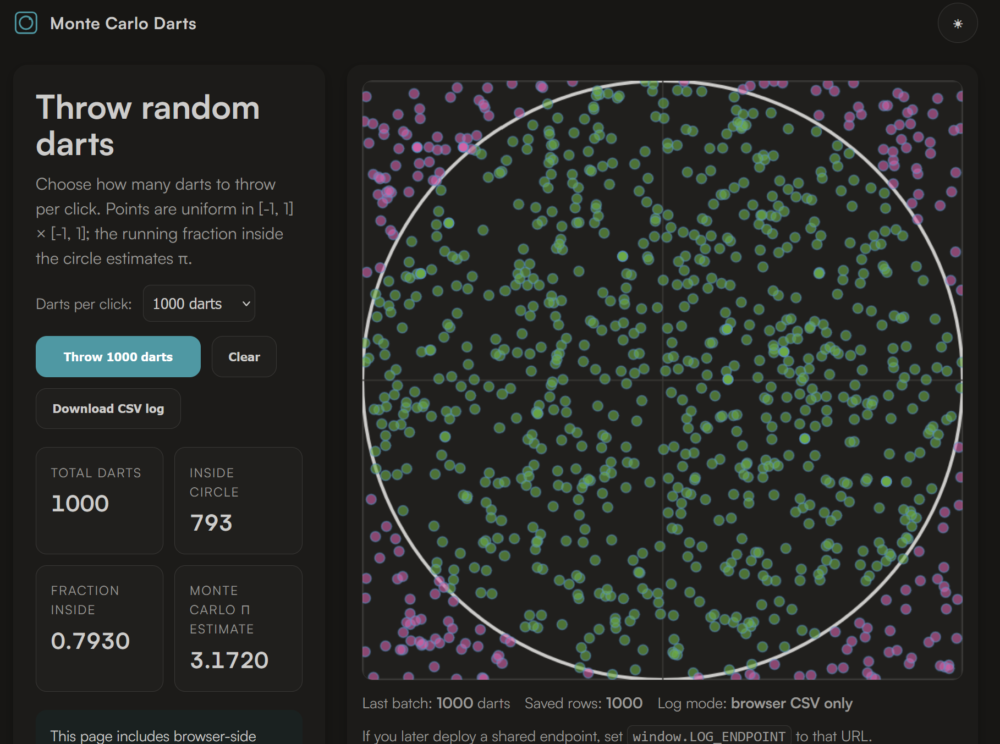 Monte Carlo Darts
Throw random
darts
Choose how many darts to throw
per click. Points are uniform in [-1, 1]
× [-1, 1]; the running fraction inside
the circle estimates π.
Darts per click:
1000 darts
Throw 1000 darts
Clear
Download CSV log
TOTAL DARTS
1000
INSIDE
CIRCLE
793
FRACTION
INSIDE
0.7930
MONTE
CARLO Π
ESTIMATE
3.1720
This page includes browser-side
Last batch: 1000 darts Saved rows: 1000 Log mode: browser CSV only
If you later deploy a shared endpoint, set window.LOG_ENDPOINT to that URL.